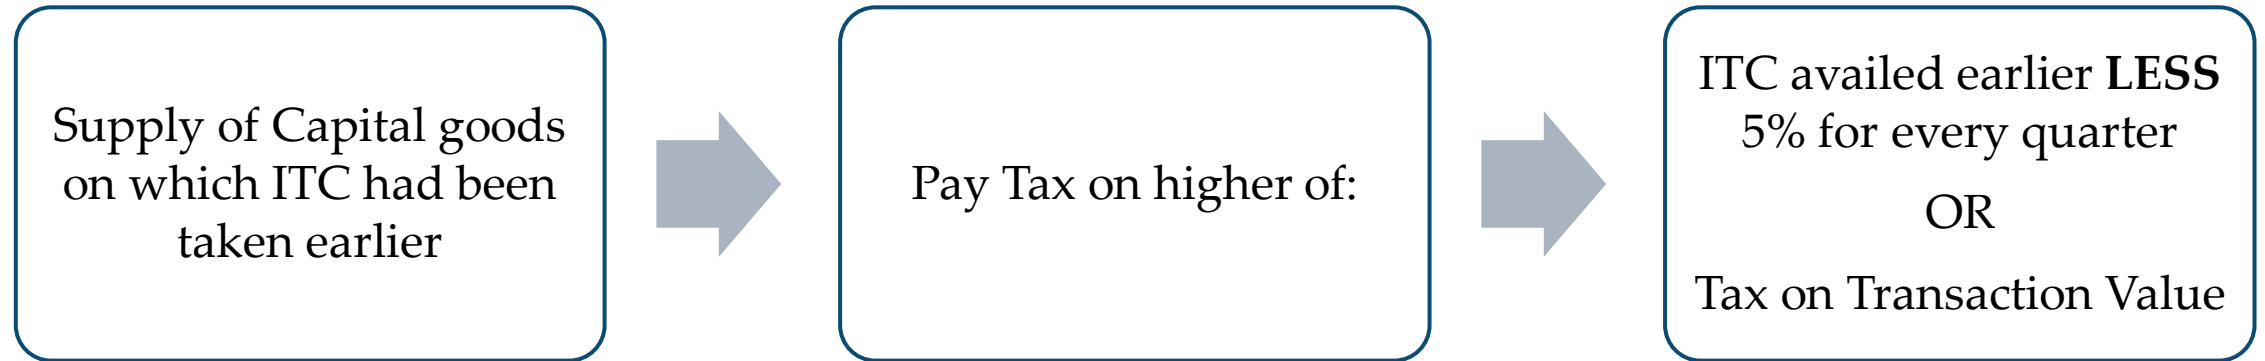 Supply of Capital goods
on which ITC had been
taken earlier
Pay Tax on higher of:
ITC availed earlier LESS
5% for every quarter
OR
Tax on Transaction Value